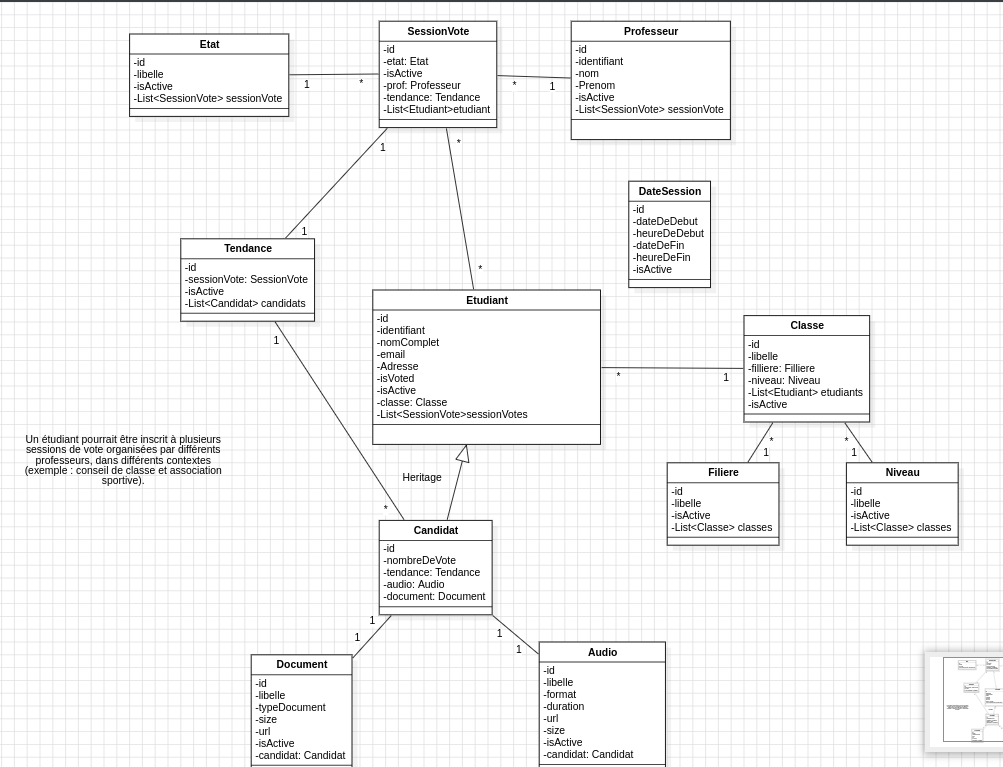 Etat
-id
-libelle
-isActive
-List<SessionVote> sessionVote
1
*
SessionVote
-id
-etat: Etat
-isActive
-prof: Professeur
-tendance: Tendance
-List<Etudiant>etudiant
*
1
Professeur
-id
-identifiant
-nom
-Prenom
-isActive
-List<SessionVote> sessionVote
1
*
DateSession
-id
-dateDeDebut
-heureDeDebut
-dateDeFin
-heureDeFin
-isActive
1
*
Tendance
-id
-sessionVote: SessionVote
-isActive
-List<Candidat> candidats
1
Etudiant
-id
-identifiant
-nomComplet
-email
-Adresse
-isVoted
-isActive
-classe: Classe
-List<SessionVote>sessionVotes
*
1
Classe
-id
-libelle
-filliere: Filliere
-niveau: Niveau
-List<Etudiant> etudiants
-isActive
*
1
*
1
Un étudiant pourrait être inscrit à plusieurs
sessions de vote organisées par différents
professeurs, dans différents contextes
(exemple : conseil de classe et association
sportive).
Heritage
*
Filiere
-id
-libelle
-isActive
-List<Classe> classes
Niveau
-id
-libelle
-isActive
-List<Classe> classes
Candidat
-id
-nombreDeVote
-tendance: Tendance
-audio: Audio
-document: Document
1
1
1
1
Document
-id
-libelle
-typeDocument
-size
-url
-isActive
-candidat: Candidat
Audio
-id
-libelle
-format
-duration
-url
-size
-isActive
-candidat: Candidat